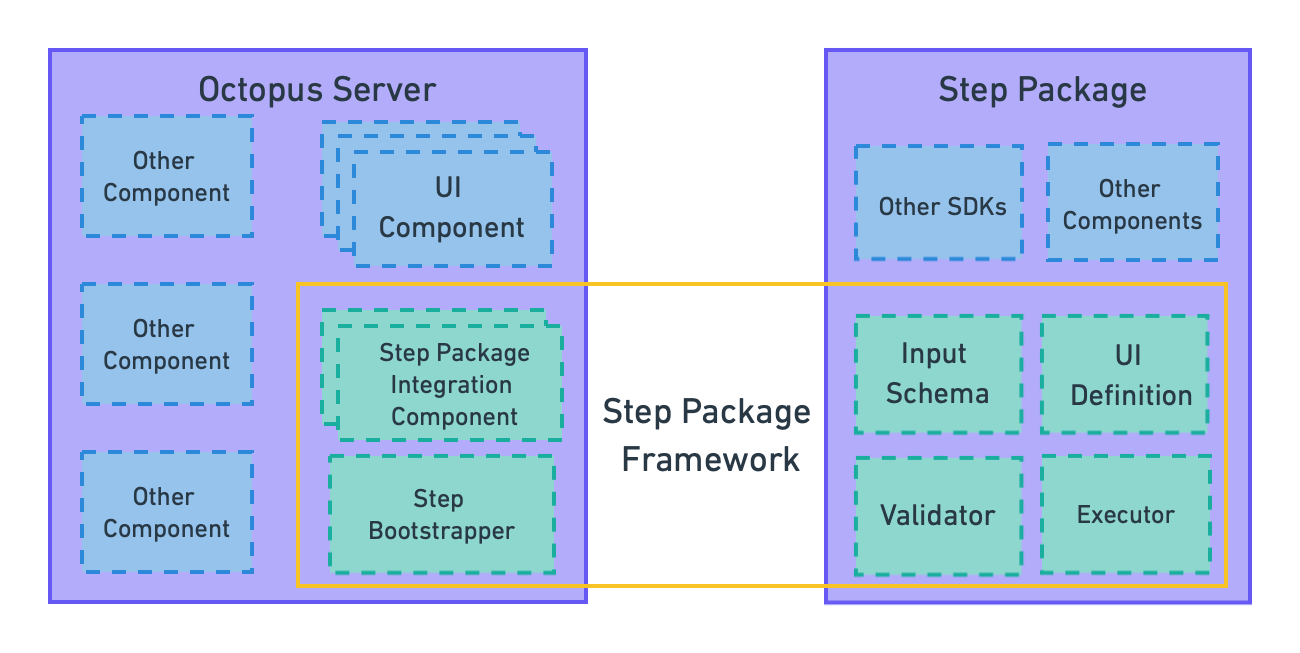 Octopus Server
Other
Component
UI
Component
Other
Component
Step Package
Integration
Component
Other
Component
Step
Bootstrapper
Step Package
Framework
Step Package
Other SDKs
Other
Components
Input
Schema
UI
Definition
Validator
Executor